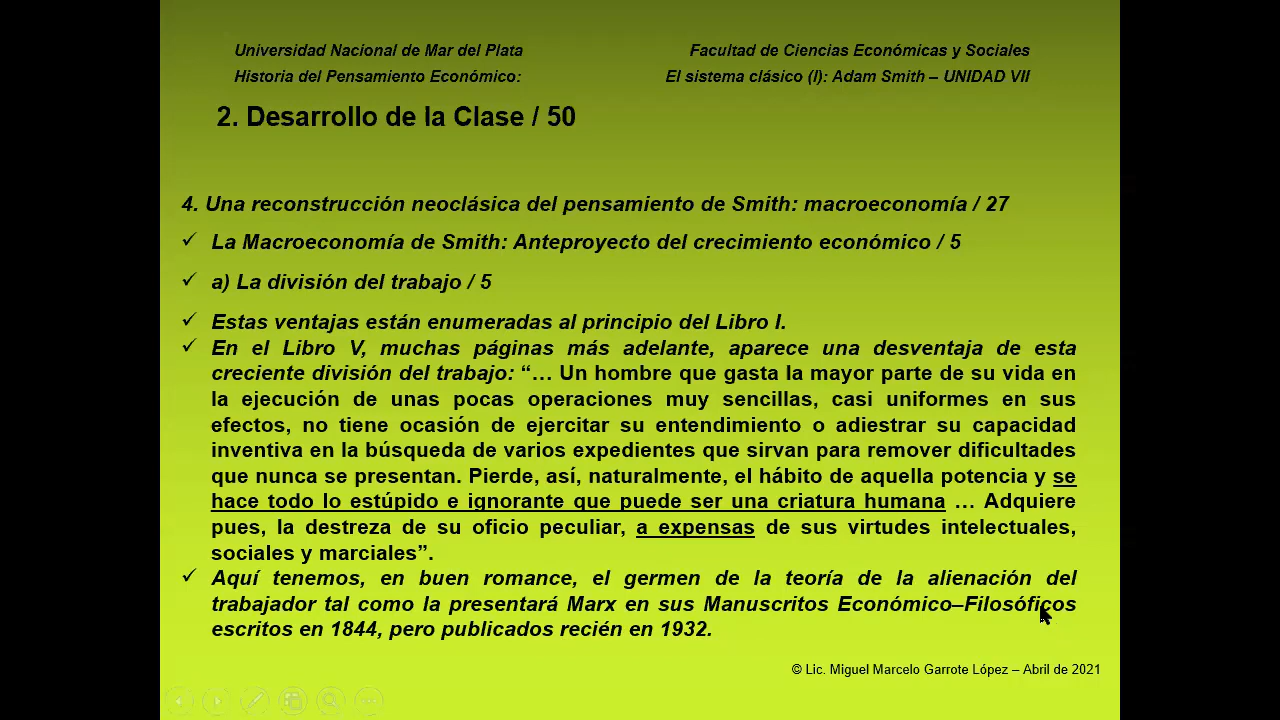 Universidad Nacional de Mar del Plata Facultad de Ciencias Económicas y Sociales
Historia del Pensamiento Económico: El sistema clásico (I): Adam Smith – UNIDAD VII
2. Desarrollo de la Clase / 50
4. Una reconstrucción neoclásica del pensamiento de Smith: macroeconomía / 27
✓ La Macroeconomía de Smith: Anteproyecto del crecimiento económico / 5
✓ a) La división del trabajo / 5
✓ Estas ventajas están enumeradas al principio del Libro I.
✓ En el Libro V, muchas páginas más adelante, aparece una desventaja de esta
creciente división del trabajo: “… Un hombre que gasta la mayor parte de su vida en
la ejecución de unas pocas operaciones muy sencillas, casi uniformes en sus
efectos, no tiene ocasión de ejercitar su entendimiento o adiestrar su capacidad
inventiva en la búsqueda de varios expedientes que sirvan para remover dificultades
que nunca se presentan. Pierde, así, naturalmente, el hábito de aquella potencia y se
hace todo lo estúpido e ignorante que puede ser una criatura humana … Adquiere
pues, la destreza de su oficio peculiar, a expensas de sus virtudes intelectuales,
sociales y marciales”.
✓ Aquí tenemos, en buen romance, el germen de la teoría de la alienación del
trabajador tal como la presentará Marx en sus Manuscritos Económico–Filosóficos
escritos en 1844, pero publicados recién en 1932.
© Lic. Miguel Marcelo Garrote López – Abril de 2021